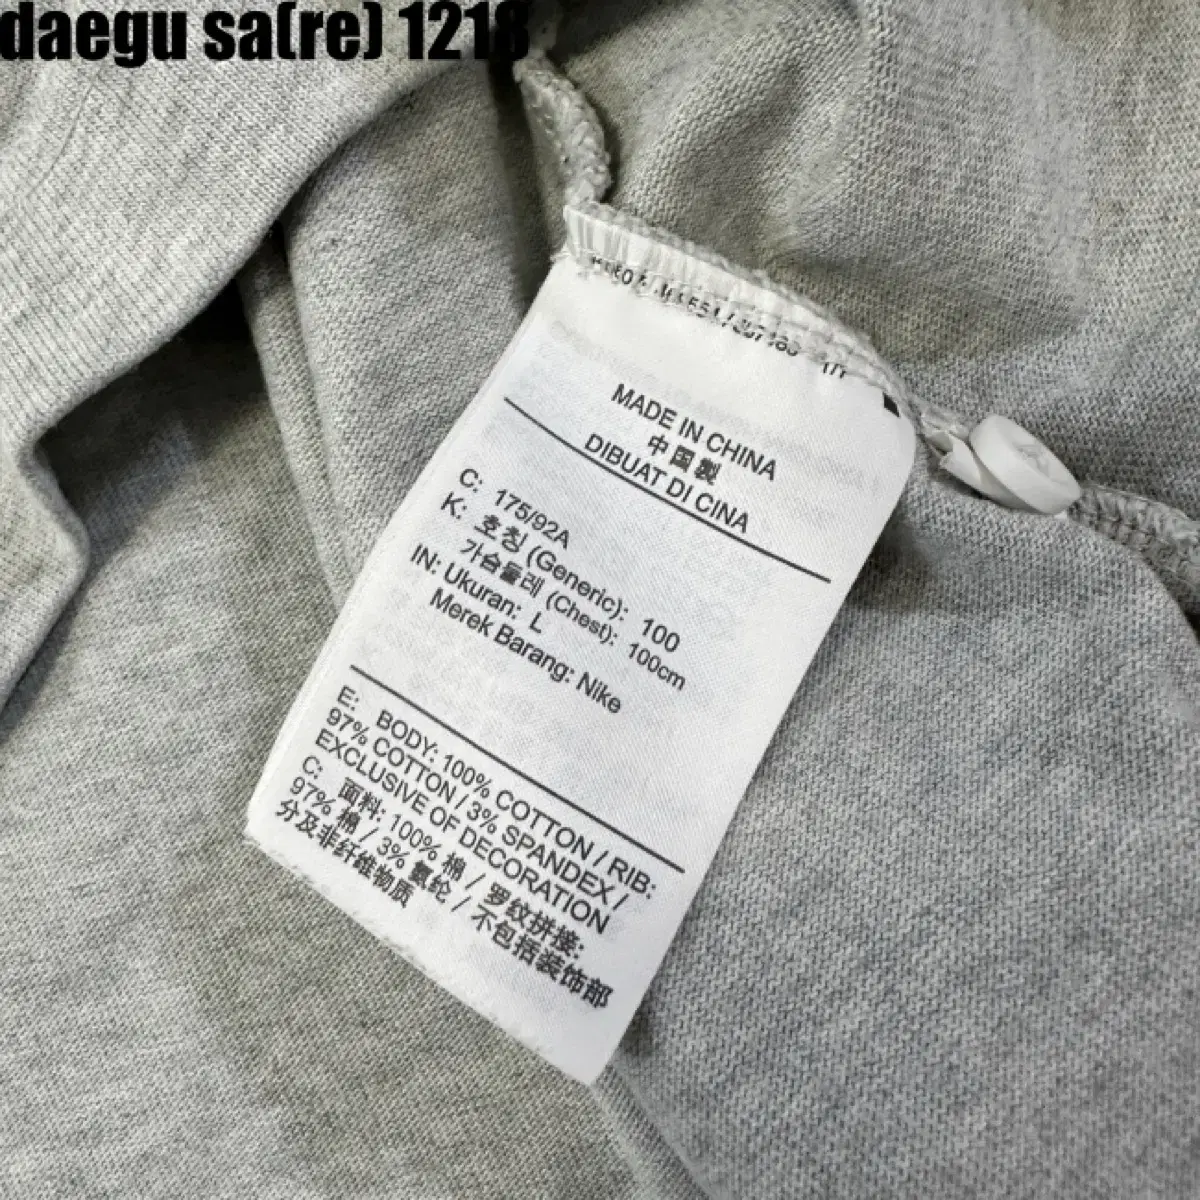 daegu sa(re) 1218
MADE IN CHINA
中国製
DIBUAT DI CINA
C: 175/92A
K: 호칭 (Generic): 100
가슴둘레 (Chest): 100cm
IN: Ukuran: L
Merek Barang: Nike
E: BODY: 100% COTTON / RIB:
97% COTTON / 3% SPANDEX /
EXCLUSIVE OF DECORATION
C: 面料: 100% 棉 / 罗纹拼接:
97% 棉 / 3% 氨纶 / 不包括装饰部
分及非纤维物质